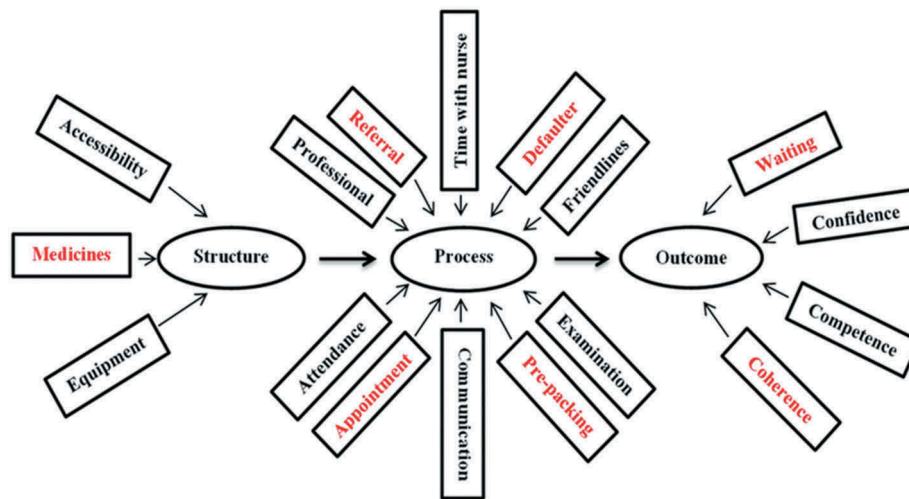 Accessibility
Medicines
Equipment
Structure
Professional
Referral
Time with nurse
Defaulter
Friendlines
Process
Attendance
Appointment
Communication
Pre-packing
Examination
Waiting
Confidence
Outcome
Competence
Coherence